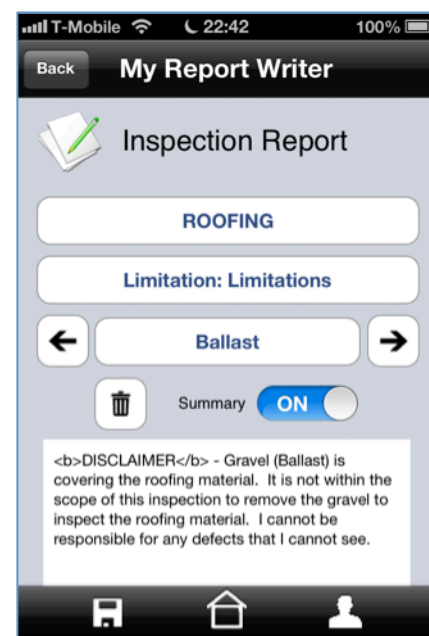 T-Mobile 22:42 100%
Back My Report Writer
Inspection Report
ROOFING
Limitation: Limitations
Ballast
Summary ON
<b>DISCLAIMER</b> - Gravel (Ballast) is
covering the roofing material.  It is not within the
scope of this inspection to remove the gravel to
inspect the roofing material.  I cannot be
responsible for any defects that I cannot see.